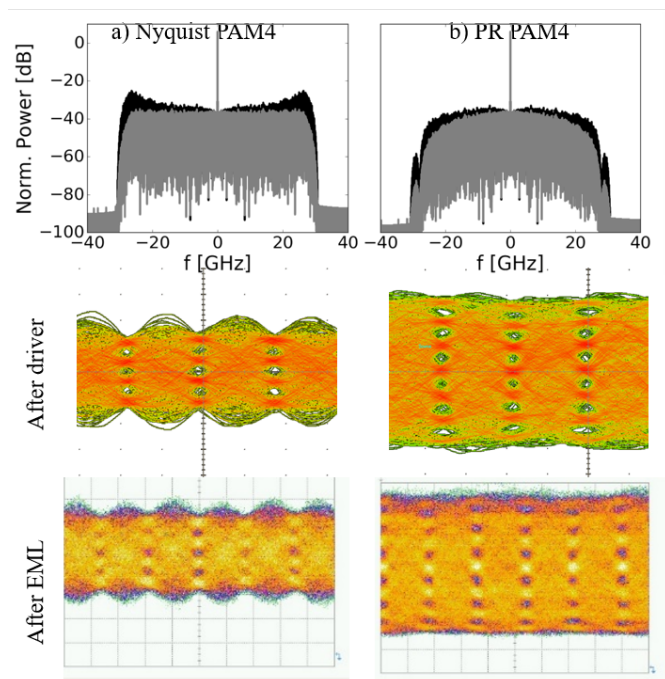 a) Nyquist PAM4
b) PR PAM4
Norm. Power [dB]
0
−20
−40
−60
−80
−100
−40 −20 0 20 40
−40 −20 0 20 40
f [GHz]
f [GHz]
After driver
After EML